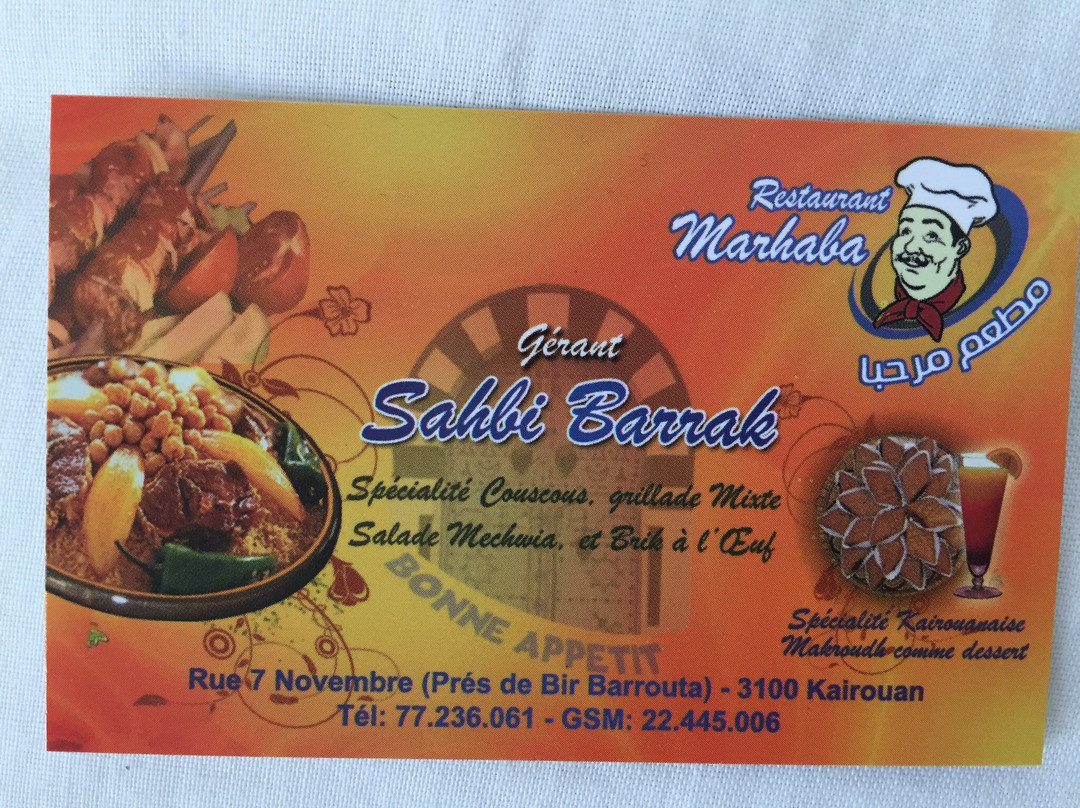 Restaurant
Marhaba
مطعم مرحبا
Gérant
Sahbi Barrak
Spécialité Couscous, grillade Mixte
Salade Mechwia, et Brik à l'Œuf
BONNE APPETIT
Spécialité Kairouanaise
Makroudh comme dessert
Rue 7 Novembre (Prés de Bir Barrouta) - 3100 Kairouan
Tél: 77.236.061 - GSM: 22.445.006